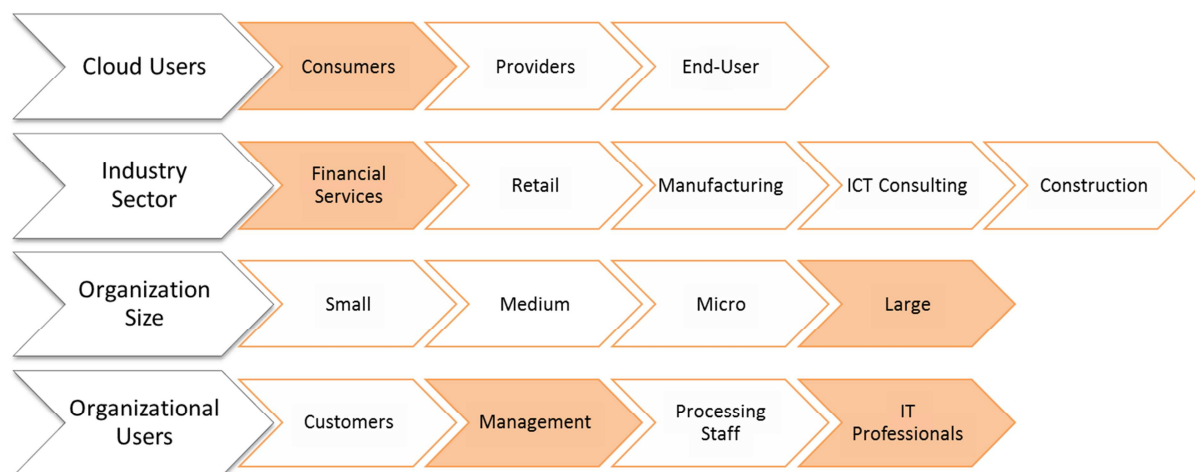 Cloud Users
Consumers
Providers
End-User
Industry
Sector
Financial
Services
Retail
Manufacturing
ICT Consulting
Construction
Organization
Size
Small
Medium
Micro
Large
Organizational
Users
Customers
Management
Processing
Staff
IT
Professionals